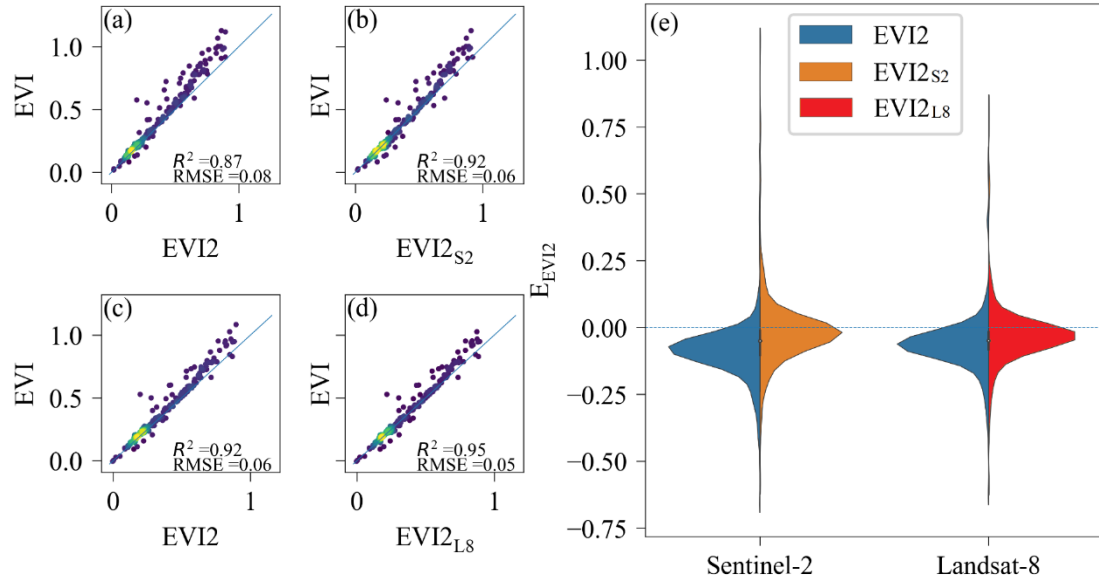 (a)
EVI
1.0
0.5
0.0
R² =0.87
RMSE =0.08
0
1
EVI2
(b)
R² =0.92
RMSE =0.06
0
1
EVI2S2
(c)
EVI
1.0
0.5
0.0
R² =0.92
RMSE =0.06
0
1
EVI2
(d)
R² =0.95
RMSE =0.05
0
1
EVI2L8
(e)
EVI2
EVI2S2
EVI2L8
EEVI2
1.00
0.75
0.50
0.25
0.00
−0.25
−0.50
−0.75
Sentinel-2
Landsat-8